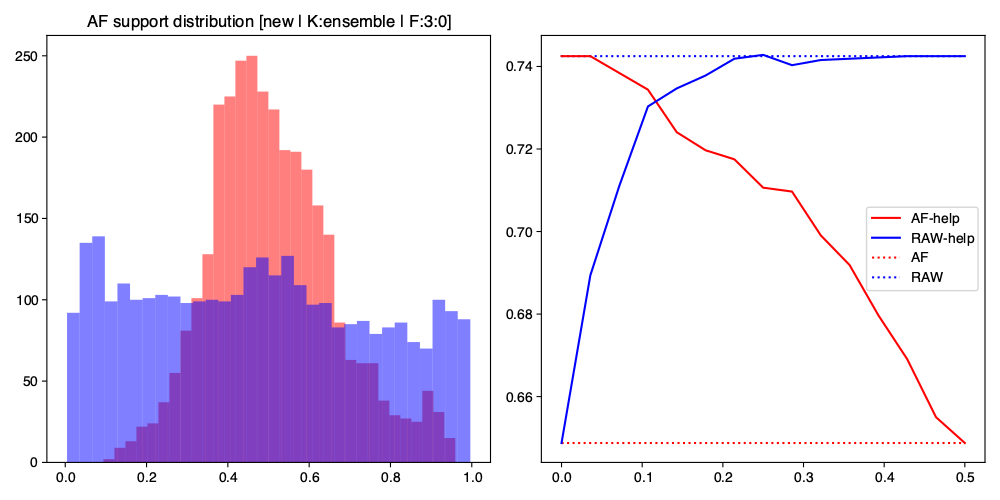 AF support distribution [new | K:ensemble | F:3:0]
250
200
150
100
50
0
0.0 0.2 0.4 0.6 0.8 1.0
0.74
0.72
0.70
0.68
0.66
0.0 0.1 0.2 0.3 0.4 0.5
AF-help
RAW-help
AF
RAW